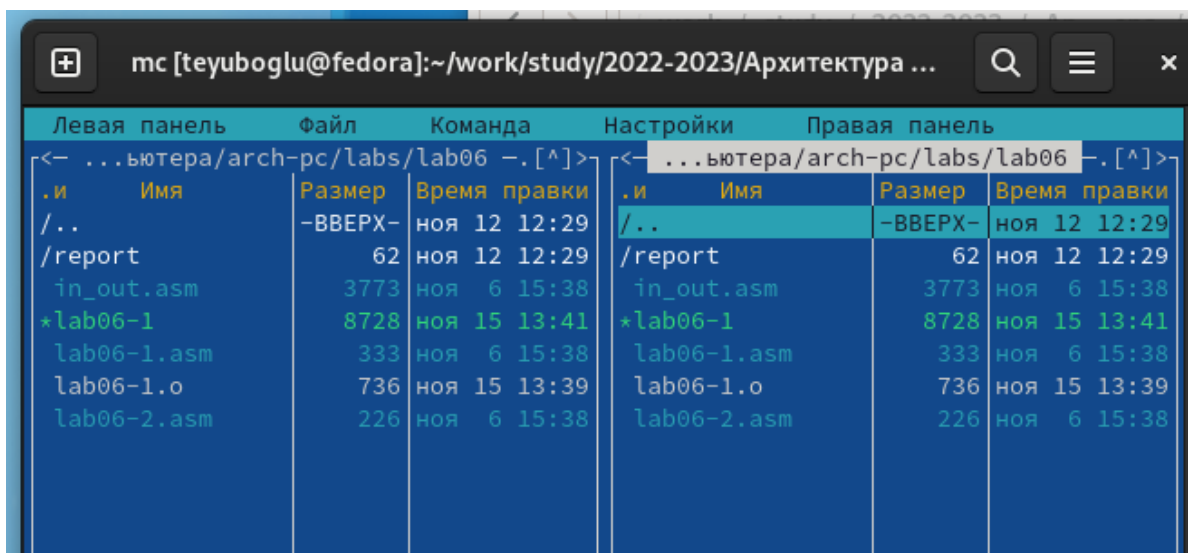 mc [teyuboglu@fedora]:~/work/study/2022-2023/Архитектура ...
Левая панель Файл Команда Настройки Правая панель
<— ...ьютера/arch-pc/labs/lab06 —.[^]> <— ...ьютера/arch-pc/labs/lab06 —.[^]>
.и Имя Размер Время правки .и Имя Размер Время правки
/.. -ВВЕРХ- ноя 12 12:29 /.. -ВВЕРХ- ноя 12 12:29
/report 62 ноя 12 12:29 /report 62 ноя 12 12:29
in_out.asm 3773 ноя 6 15:38 in_out.asm 3773 ноя 6 15:38
*lab06-1 8728 ноя 15 13:41 *lab06-1 8728 ноя 15 13:41
lab06-1.asm 333 ноя 6 15:38 lab06-1.asm 333 ноя 6 15:38
lab06-1.o 736 ноя 15 13:39 lab06-1.o 736 ноя 15 13:39
lab06-2.asm 226 ноя 6 15:38 lab06-2.asm 226 ноя 6 15:38